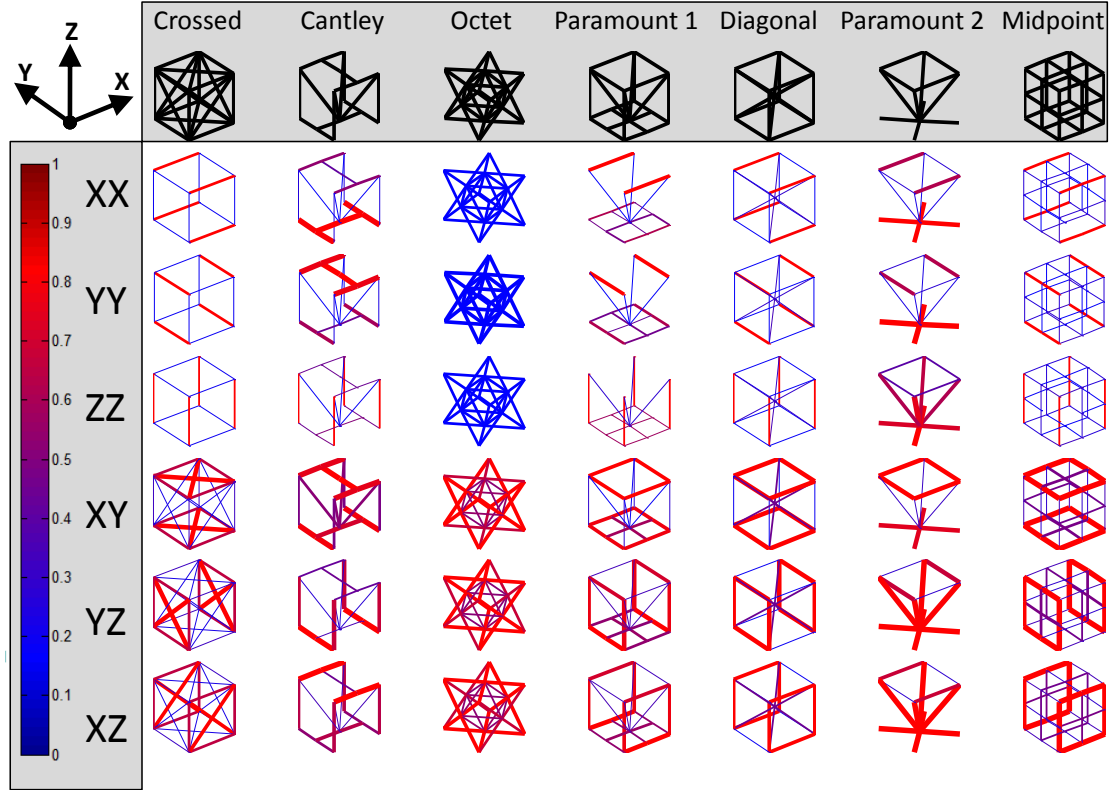 Crossed Cantley Octet Paramount 1 Diagonal Paramount 2 Midpoint
Z
Y
X
1
0.9
0.8
0.7
0.6
0.5
0.4
0.3
0.2
0.1
0
XX
YY
ZZ
XY
YZ
XZ